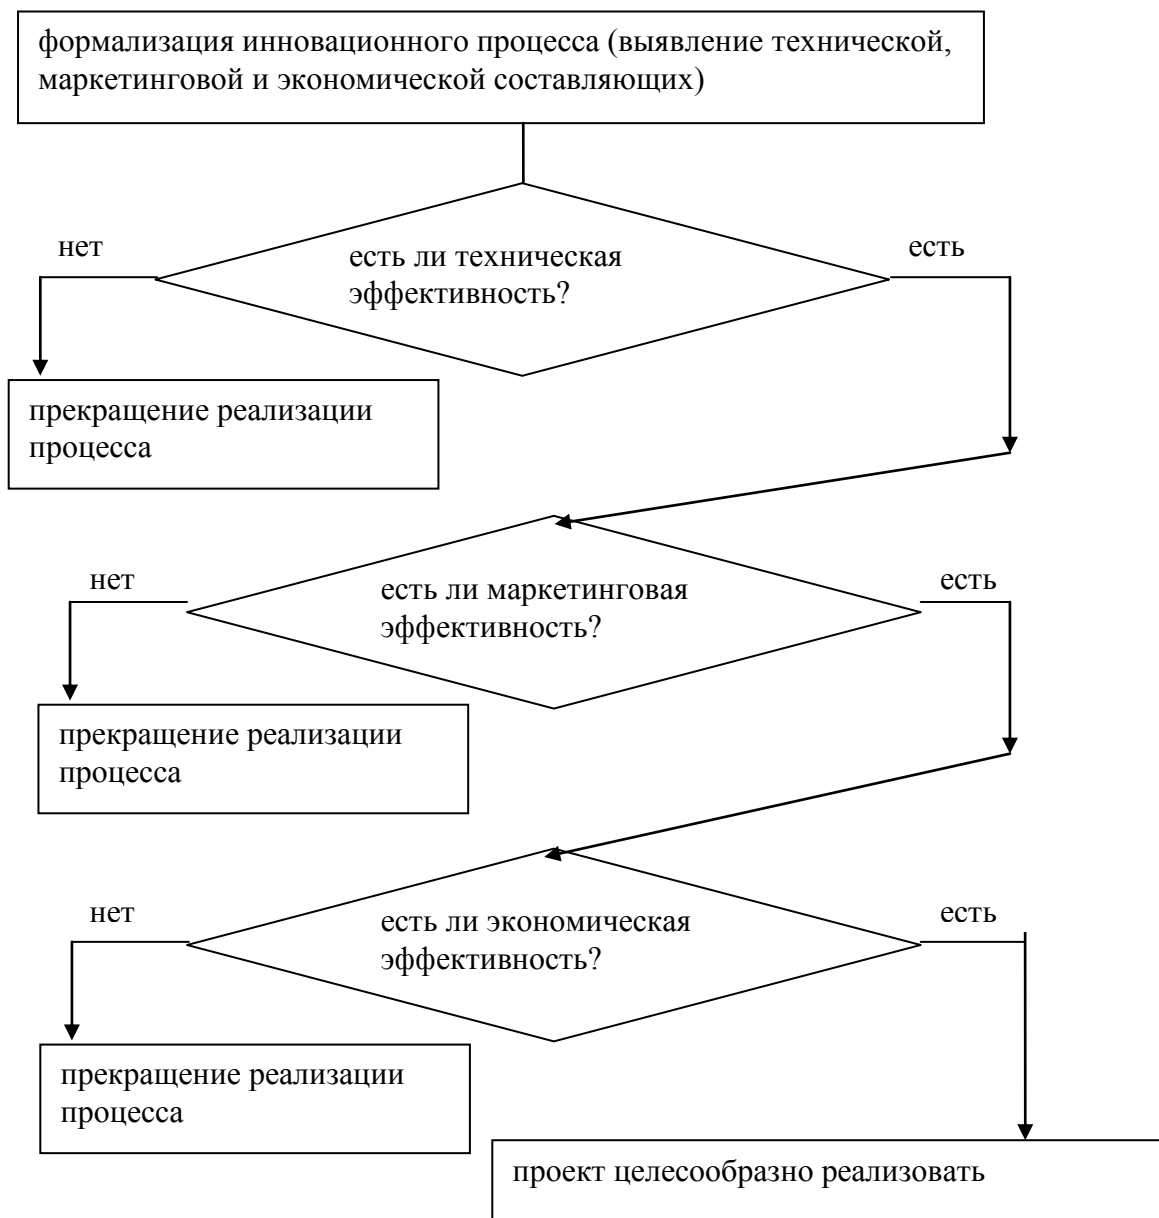 формализация инновационного процесса (выявление технической,
маркетинговой и экономической составляющих)
нет
есть ли техническая
эффективность?
есть
прекращение реализации
процесса
нет
есть ли маркетинговая
эффективность?
есть
прекращение реализации
процесса
нет
есть ли экономическая
эффективность?
есть
прекращение реализации
процесса
проект целесообразно реализовать